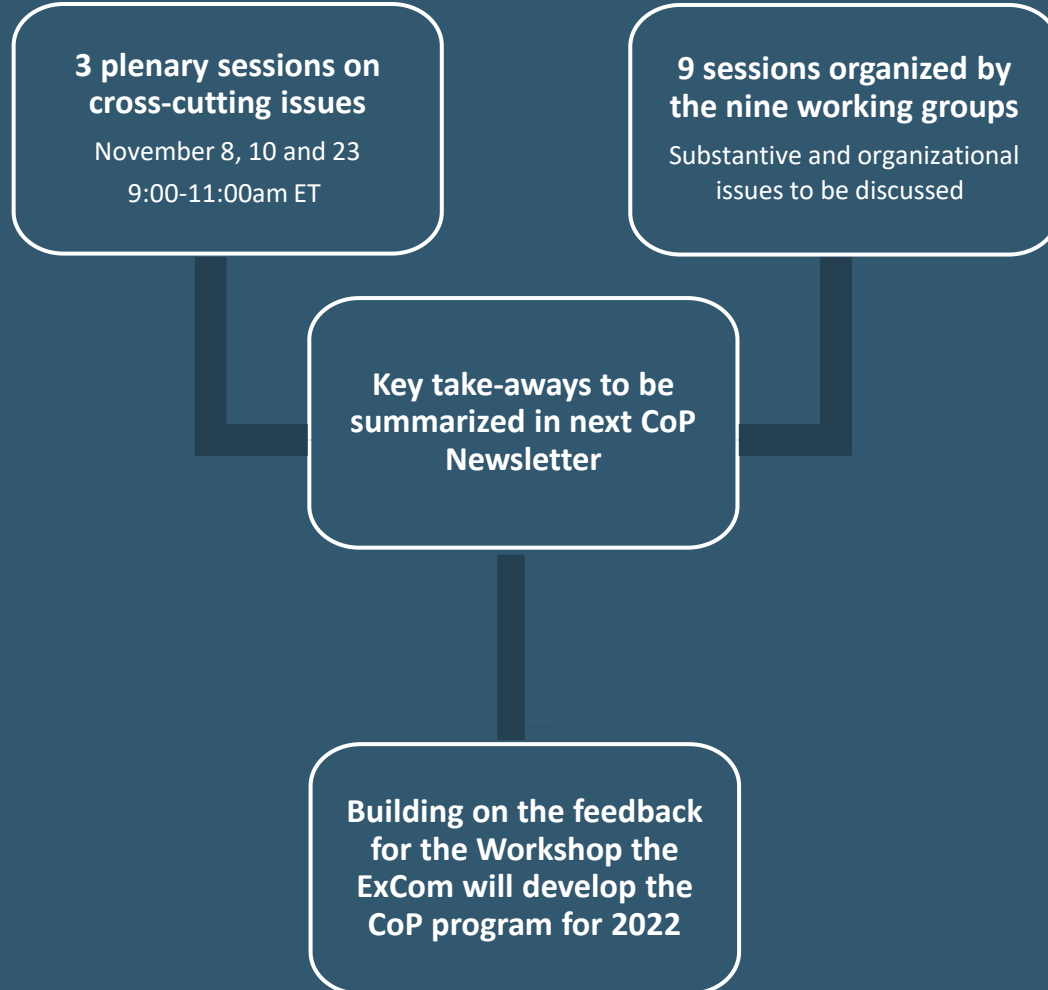 3 plenary sessions on
cross-cutting issues
November 8, 10 and 23
9:00-11:00am ET
9 sessions organized by
the nine working groups
Substantive and organizational
issues to be discussed
Key take-aways to be
summarized in next CoP
Newsletter
Building on the feedback
for the Workshop the
ExCom will develop the
CoP program for 2022